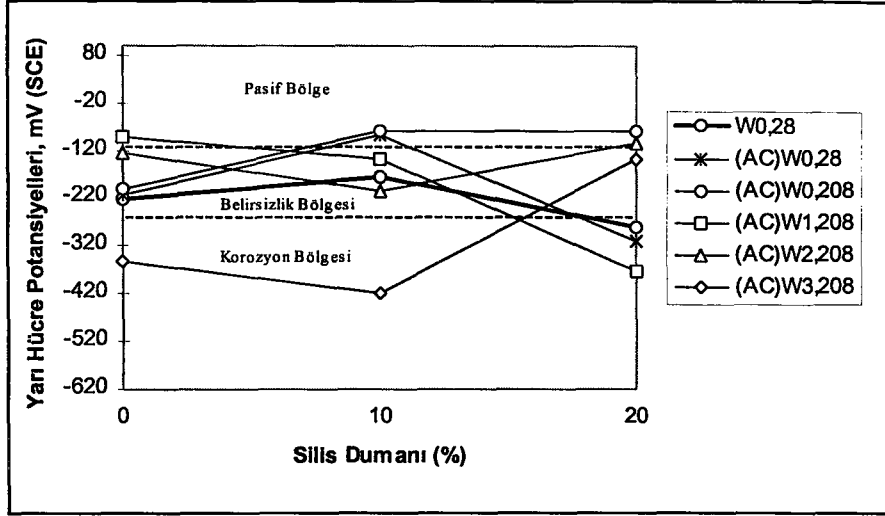 Yarı Hücre Potansiyelleri, mV (SCE)
80
-20
-120
-220
-320
-420
-520
-620
Pasif Bölge
Belirsizlik Bölgesi
Korozyon Bölgesi
0
10
20
Silis Dumanı (%)
W0,28
(AC)W0,28
(AC)W0,208
(AC)W1,208
(AC)W2,208
(AC)W3,208